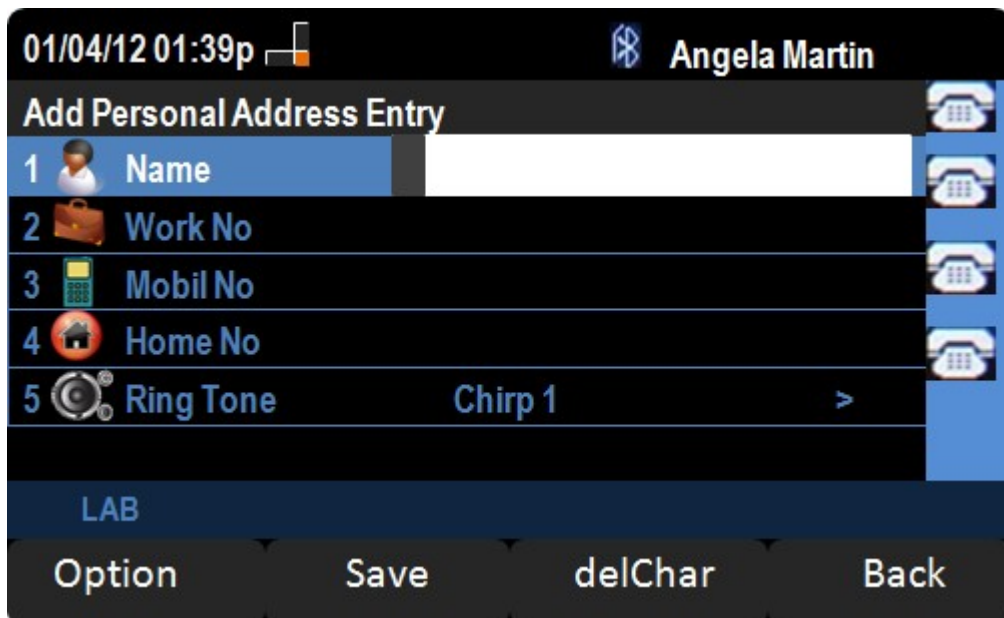 01/04/12 01:39p Angela Martin
Add Personal Address Entry
1 Name
2 Work No
3 Mobil No
4 Home No
5 Ring Tone Chirp 1 >
LAB
Option Save delChar Back